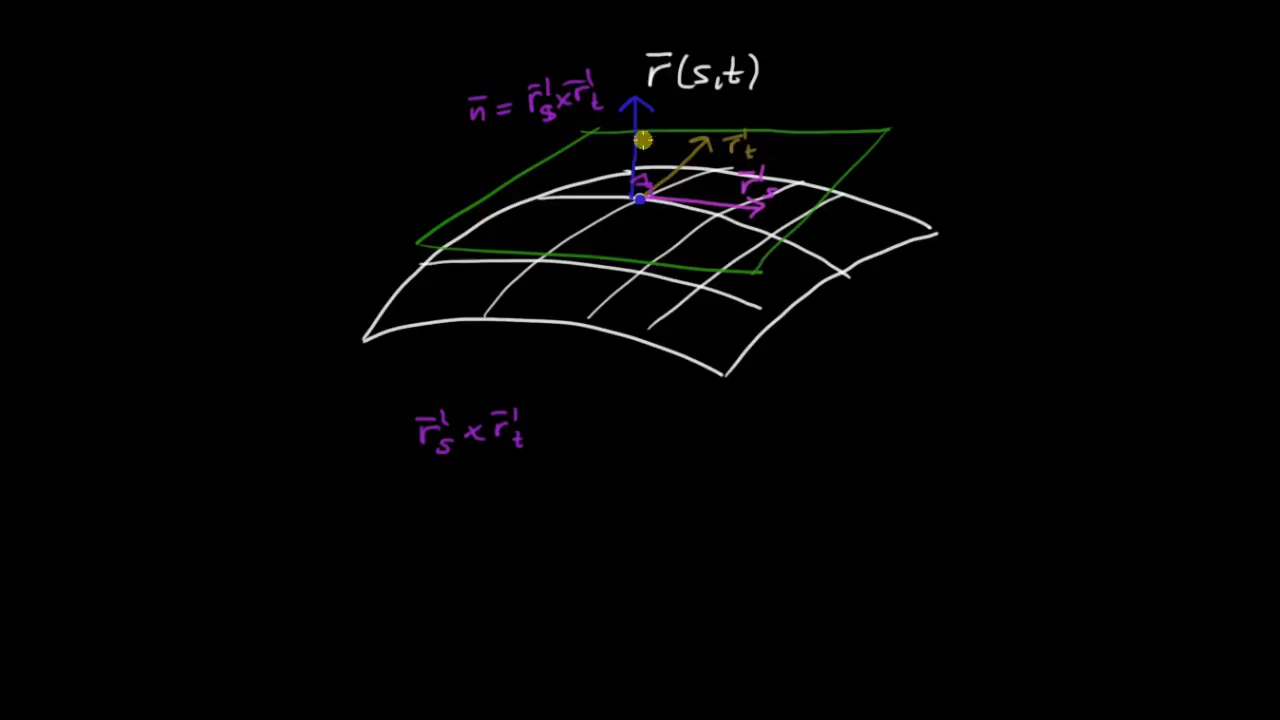 r̄(s,t)
n̄ = r̄'s × r̄'t
r̄'t
r̄'s
r̄'s × r̄'t